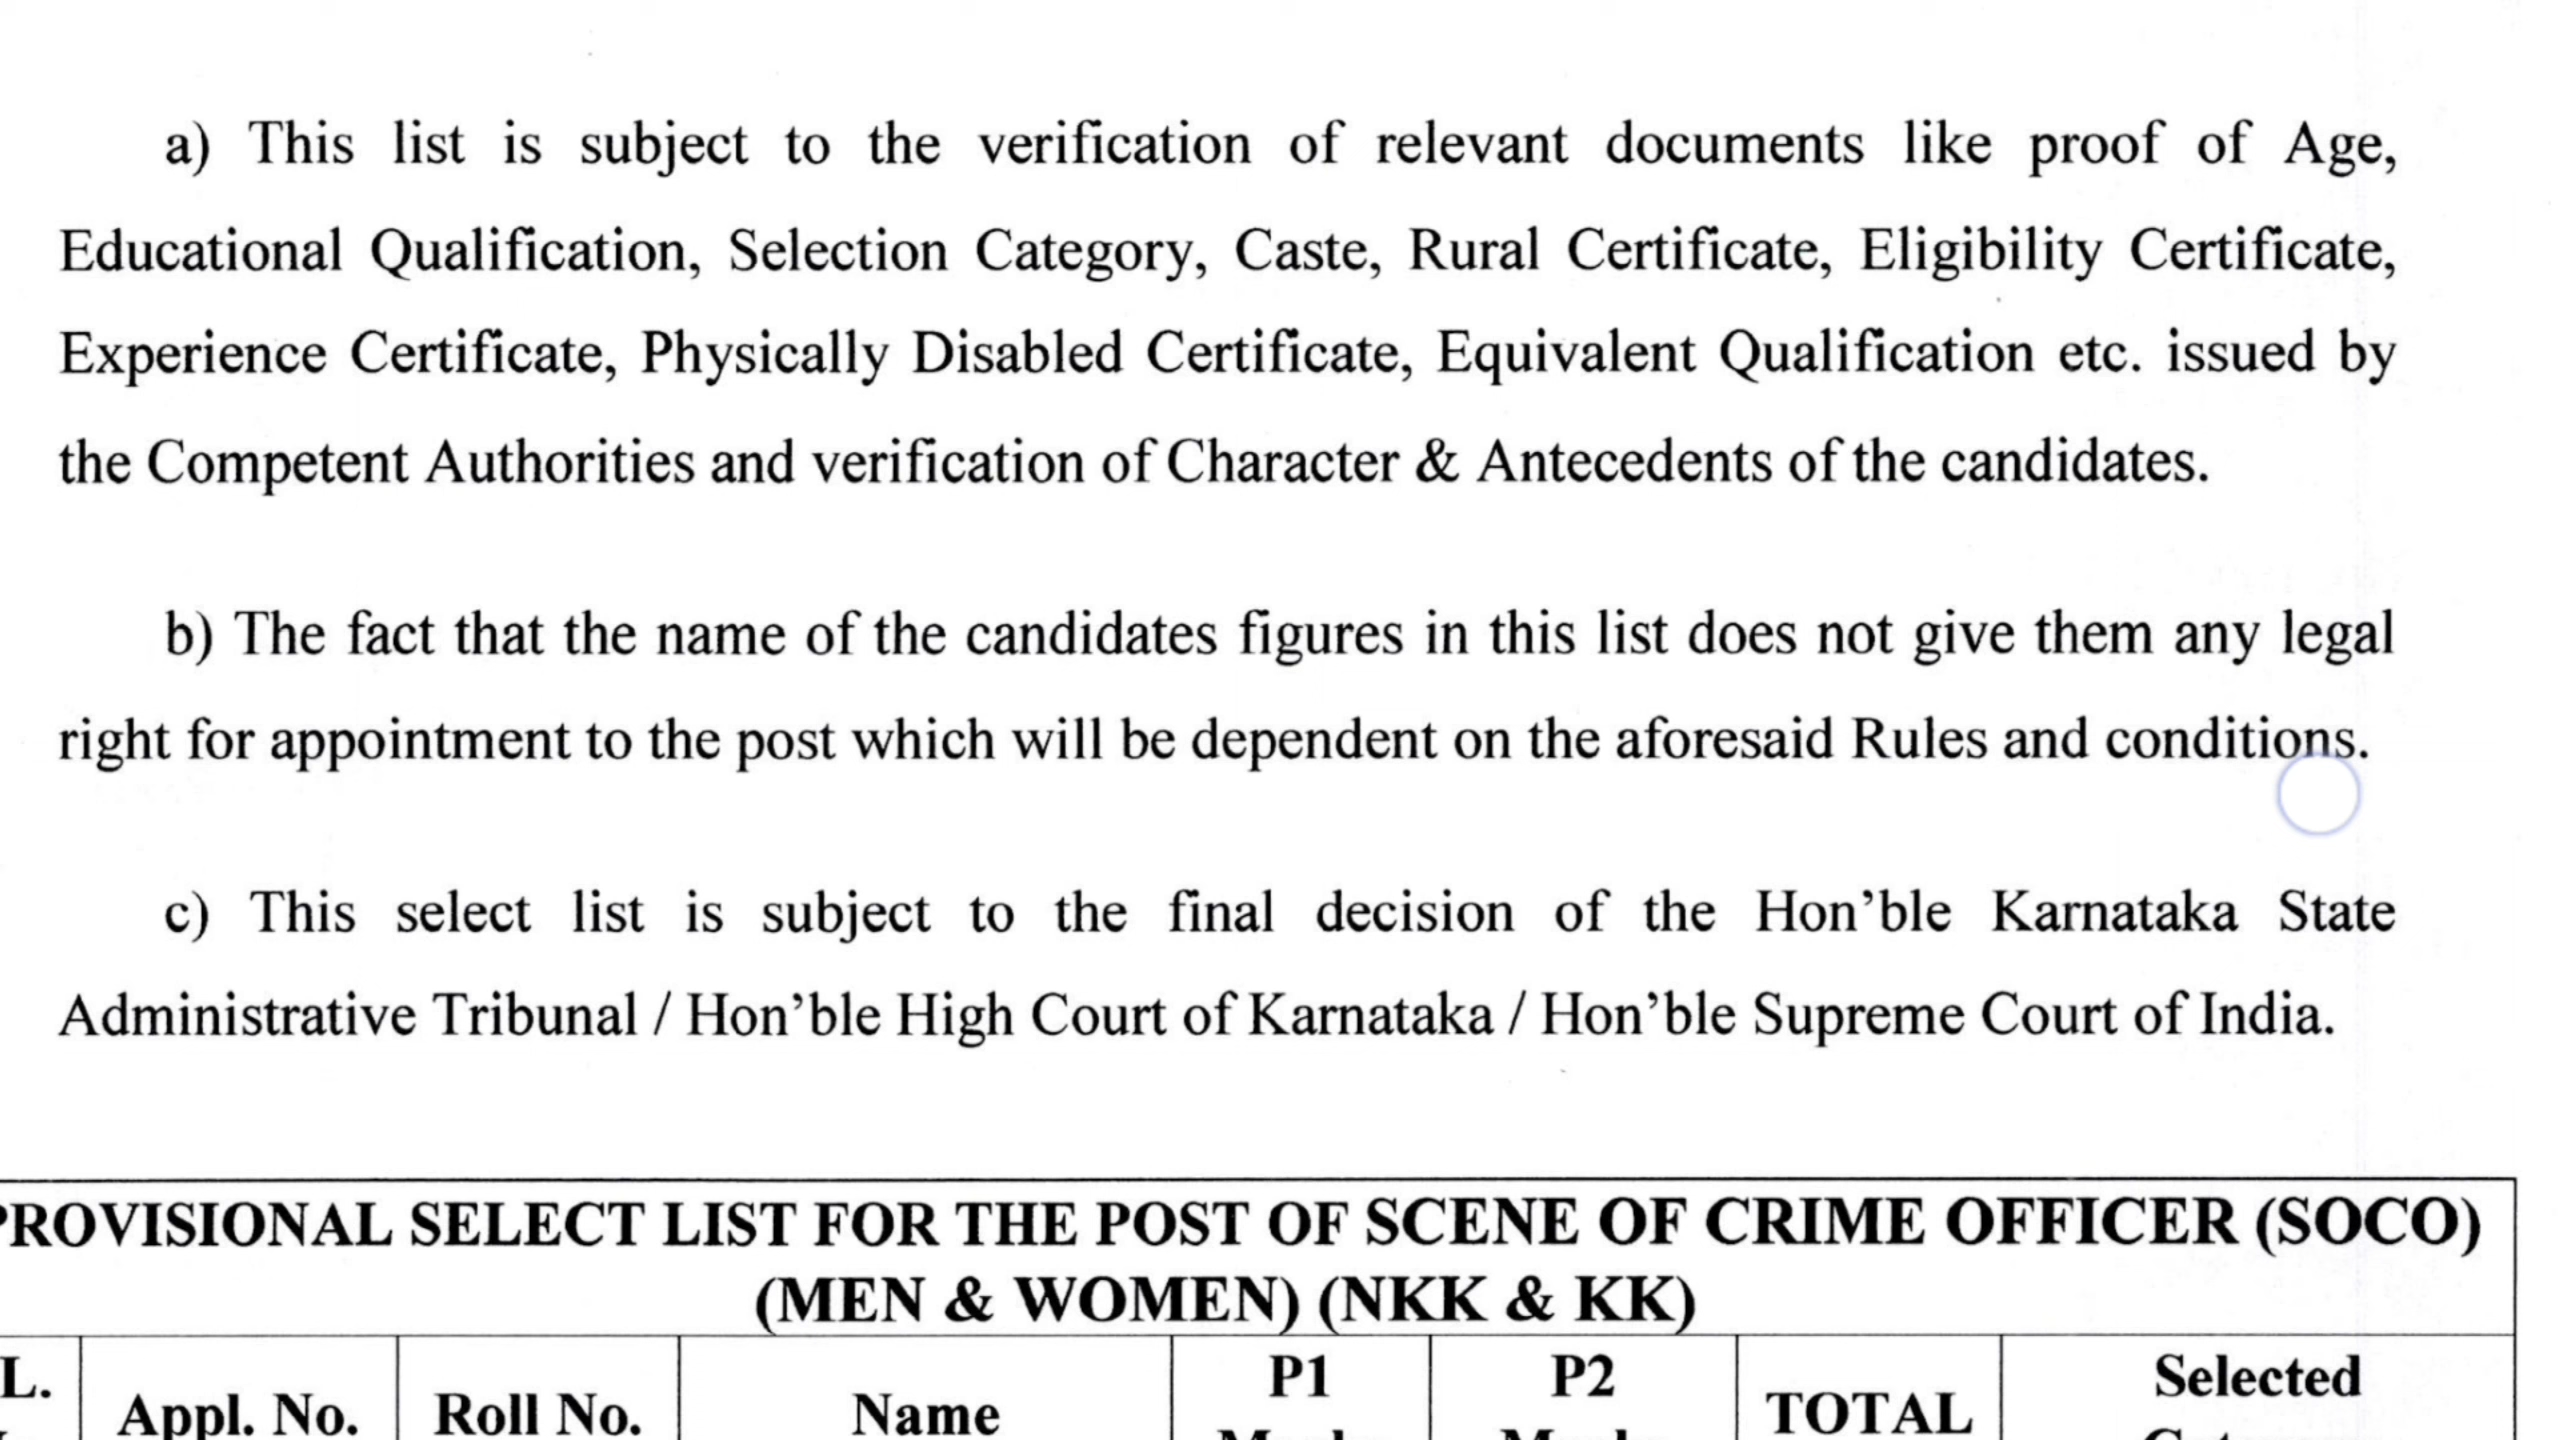 a) This list is subject to the verification of relevant documents like proof of Age,
Educational Qualification, Selection Category, Caste, Rural Certificate, Eligibility Certificate,
Experience Certificate, Physically Disabled Certificate, Equivalent Qualification etc. issued by
the Competent Authorities and verification of Character & Antecedents of the candidates.
b) The fact that the name of the candidates figures in this list does not give them any legal
right for appointment to the post which will be dependent on the aforesaid Rules and conditions.
c) This select list is subject to the final decision of the Hon’ble Karnataka State
Administrative Tribunal / Hon’ble High Court of Karnataka / Hon’ble Supreme Court of India.
PROVISIONAL SELECT LIST FOR THE POST OF SCENE OF CRIME OFFICER (SOCO)
(MEN & WOMEN) (NKK & KK)
L. Appl. No. Roll No. Name P1 P2 TOTAL Selected